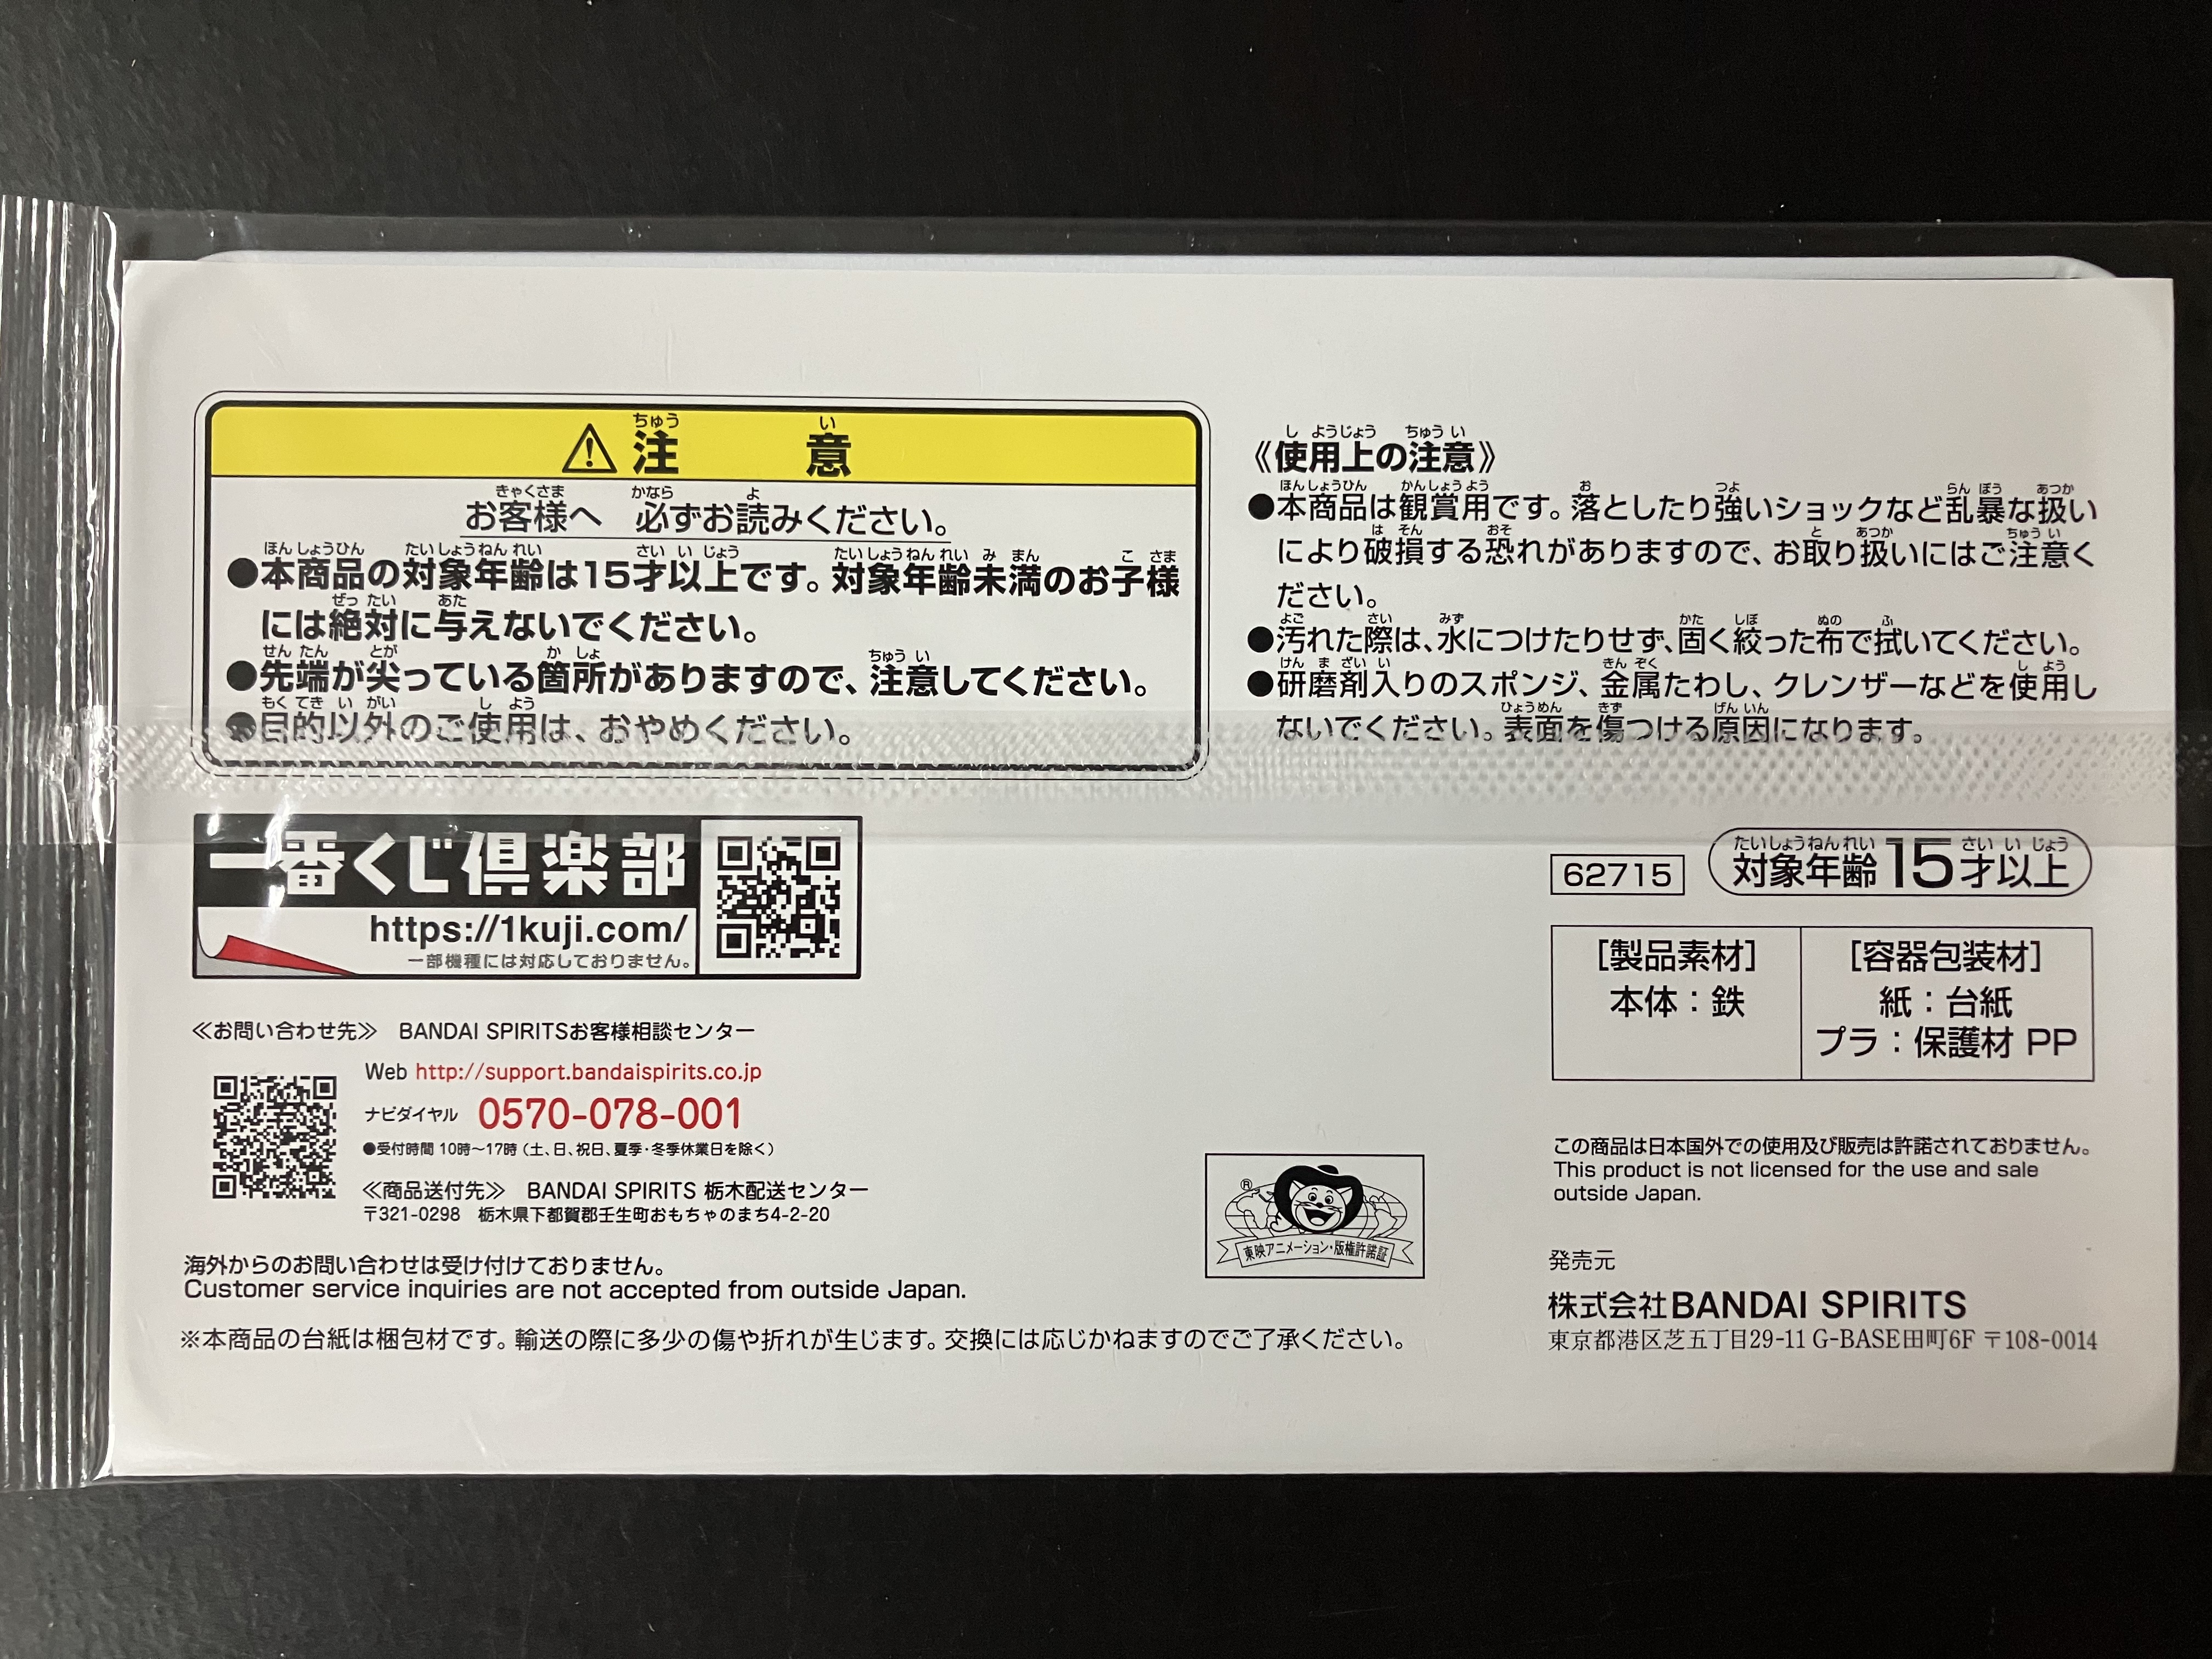 ⚠注意
お客様へ 必ずお読みください。
●本商品の対象年齢は15才以上です。対象年齢未満のお子様
には絶対に与えないでください。
●先端が尖っている箇所がありますので、注意してください。
●目的以外のご使用は、おやめください。
《使用上の注意》
●本商品は観賞用です。落としたり強いショックなど乱暴な扱い
により破損する恐れがありますので、お取り扱いにはご注意く
ださい。
●汚れた際は、水につけたりせず、固く絞った布で拭いてください。
●研磨剤入りのスポンジ、金属たわし、クレンザーなどを使用し
ないでください。表面を傷つける原因になります。
一番くじ倶楽部
https://1kuji.com/
一部機種には対応しておりません。
62715
対象年齢15才以上
[製品素材]
本体：鉄
[容器包装材]
紙：台紙
プラ：保護材 PP
≪お問い合わせ先≫ BANDAI SPIRITSお客様相談センター
Web http://support.bandaispirits.co.jp
ナビダイヤル 0570-078-001
●受付時間 10時～17時（土、日、祝日、夏季・冬季休業日を除く）
≪商品送付先≫ BANDAI SPIRITS 栃木配送センター
〒321-0298 栃木県下都賀郡壬生町おもちゃのまち4-2-20
海外からのお問い合わせは受け付けておりません。
Customer service inquiries are not accepted from outside Japan.
※本商品の台紙は梱包材です。輸送の際に多少の傷や折れが生じます。交換には応じかねますのでご了承ください。
®
東映アニメーション・版権許諾証
この商品は日本国外での使用及び販売は許諾されておりません。
This product is not licensed for the use and sale
outside Japan.
発売元
株式会社BANDAI SPIRITS
東京都港区芝五丁目29-11 G-BASE田町6F 〒108-0014